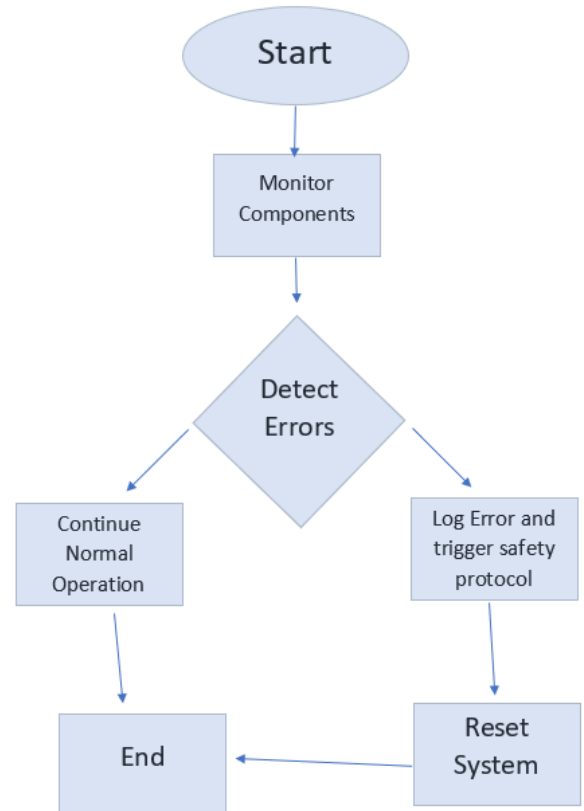 Start
Monitor
Components
Detect
Errors
Continue
Normal
Operation
Log Error and
trigger safety
protocol
End
Reset
System